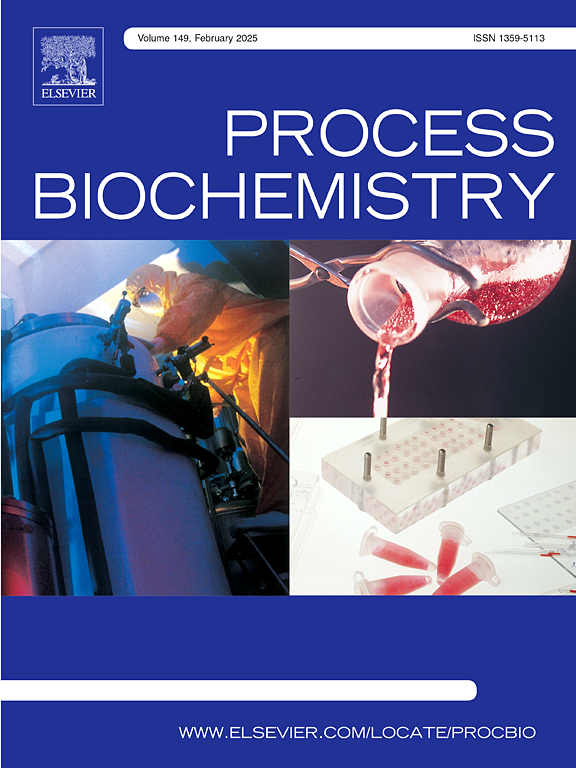 Volume 149, February 2025
ISSN 1359-5113
ELSEVIER
PROCESS
BIOCHEMISTRY
WWW.ELSEVIER.COM/LOCATE/PROCBIO